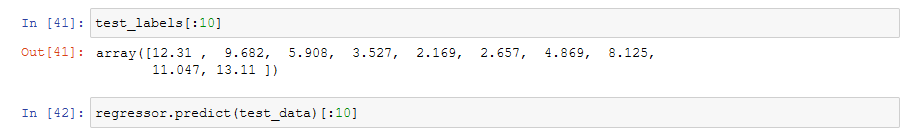 In [41]: test_labels[:10]
Out[41]: array([12.31 ,  9.682,  5.908,  3.527,  2.169,  2.657,  4.869,  8.125,
       11.047, 13.11 ])
In [42]: regressor.predict(test_data)[:10]